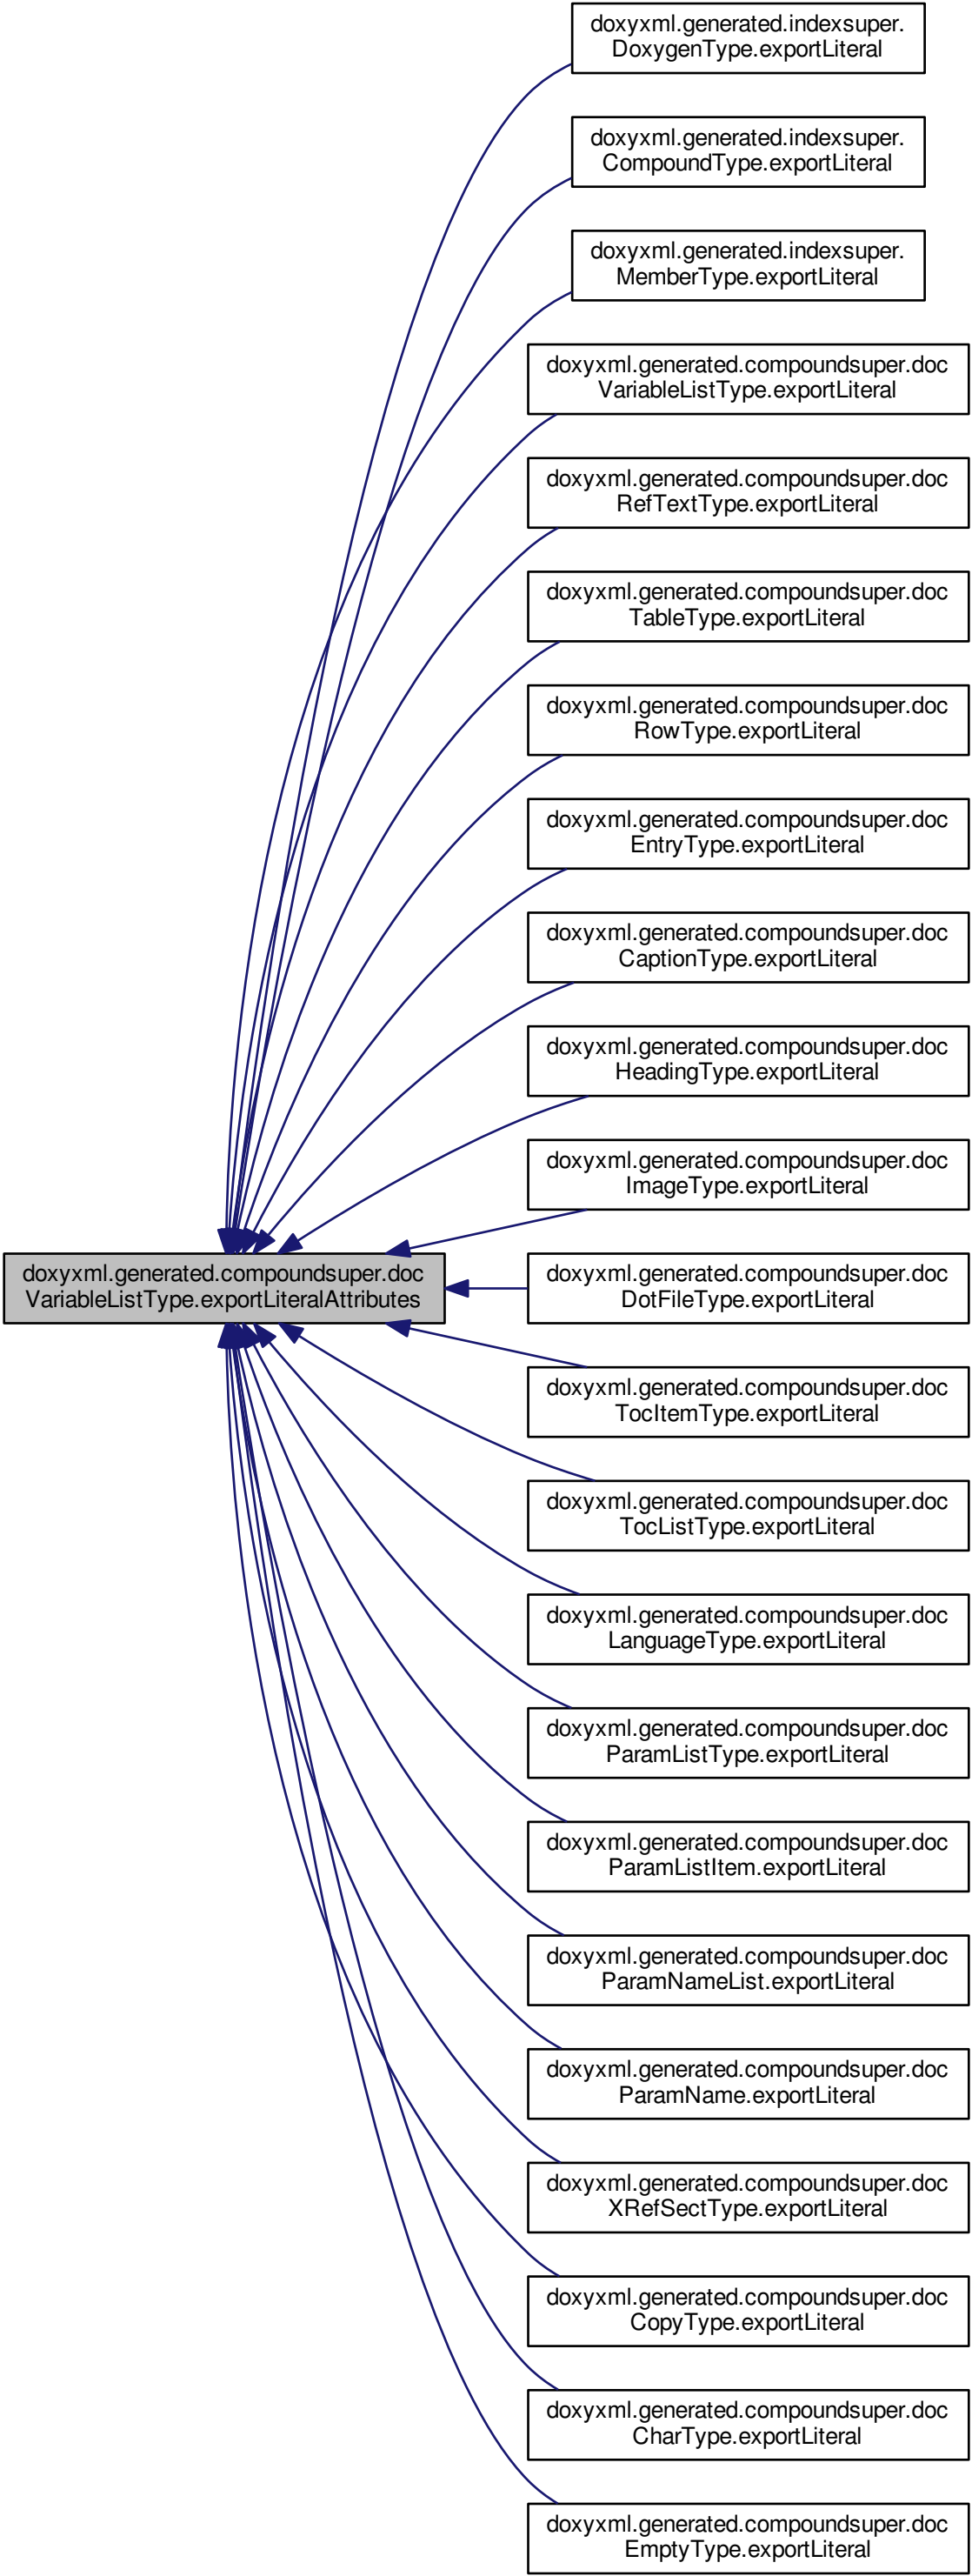 doxyxml.generated.indexsuper.
DoxygenType.exportLiteral
doxyxml.generated.indexsuper.
CompoundType.exportLiteral
doxyxml.generated.indexsuper.
MemberType.exportLiteral
doxyxml.generated.compoundsuper.doc
VariableListType.exportLiteral
doxyxml.generated.compoundsuper.doc
RefTextType.exportLiteral
doxyxml.generated.compoundsuper.doc
TableType.exportLiteral
doxyxml.generated.compoundsuper.doc
RowType.exportLiteral
doxyxml.generated.compoundsuper.doc
EntryType.exportLiteral
doxyxml.generated.compoundsuper.doc
CaptionType.exportLiteral
doxyxml.generated.compoundsuper.doc
HeadingType.exportLiteral
doxyxml.generated.compoundsuper.doc
ImageType.exportLiteral
doxyxml.generated.compoundsuper.doc
VariableListType.exportLiteralAttributes
doxyxml.generated.compoundsuper.doc
DotFileType.exportLiteral
doxyxml.generated.compoundsuper.doc
TocItemType.exportLiteral
doxyxml.generated.compoundsuper.doc
TocListType.exportLiteral
doxyxml.generated.compoundsuper.doc
LanguageType.exportLiteral
doxyxml.generated.compoundsuper.doc
ParamListType.exportLiteral
doxyxml.generated.compoundsuper.doc
ParamListItem.exportLiteral
doxyxml.generated.compoundsuper.doc
ParamNameList.exportLiteral
doxyxml.generated.compoundsuper.doc
ParamName.exportLiteral
doxyxml.generated.compoundsuper.doc
XRefSectType.exportLiteral
doxyxml.generated.compoundsuper.doc
CopyType.exportLiteral
doxyxml.generated.compoundsuper.doc
CharType.exportLiteral
doxyxml.generated.compoundsuper.doc
EmptyType.exportLiteral